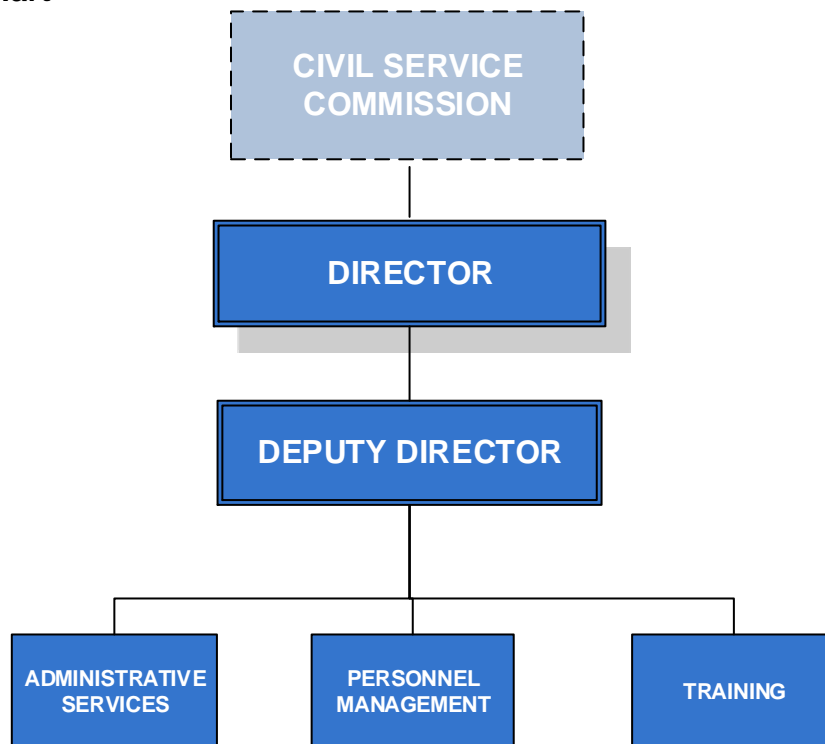 CIVIL SERVICE
COMMISSION
DIRECTOR
DEPUTY DIRECTOR
ADMINISTRATIVE
SERVICES
PERSONNEL
MANAGEMENT
TRAINING